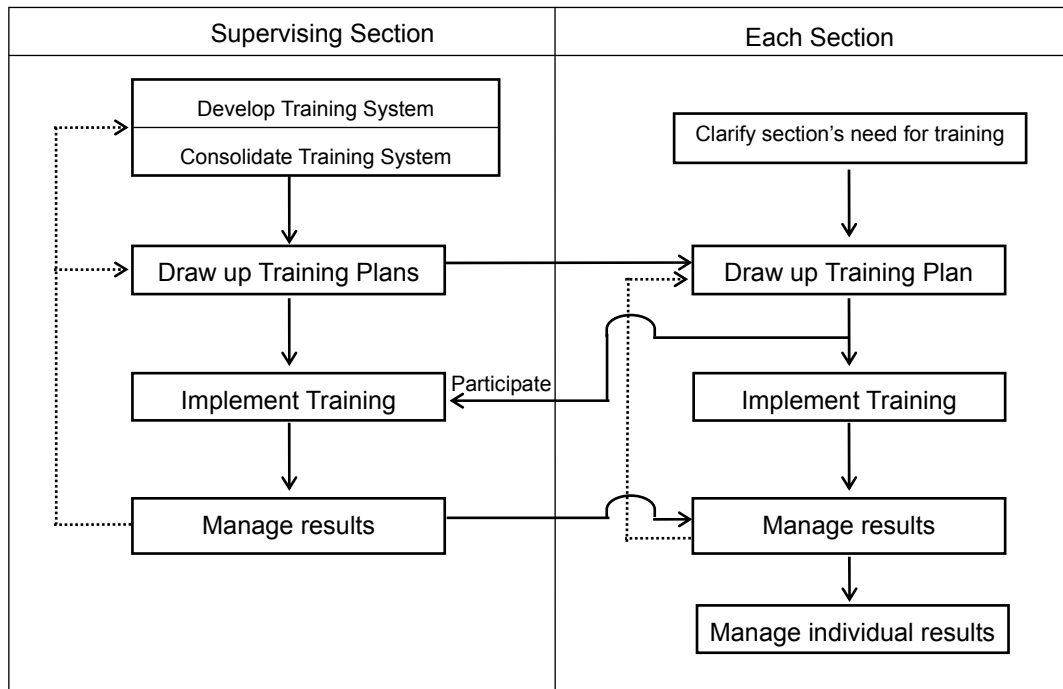 Supervising Section
Each Section
Develop Training System
Consolidate Training System
Clarify section's need for training
Draw up Training Plans
Draw up Training Plan
Participate
Implement Training
Implement Training
Manage results
Manage results
Manage individual results